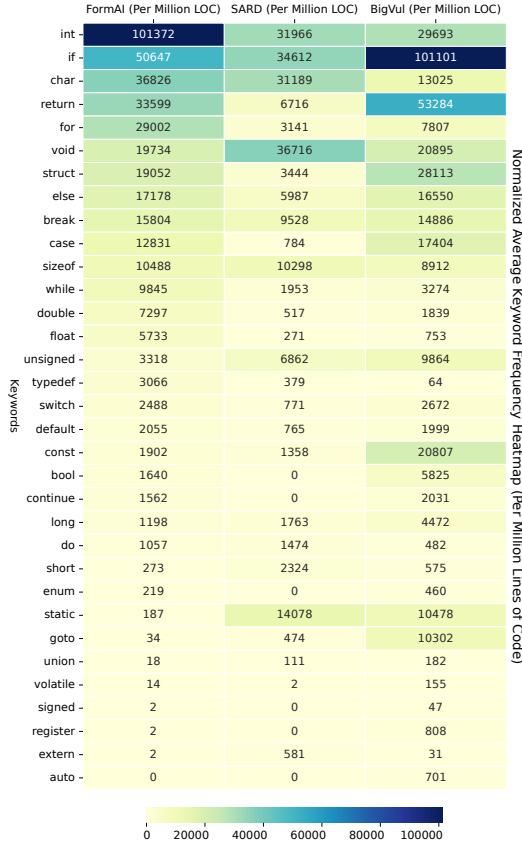 FormAI (Per Million LOC) SARD (Per Million LOC) BigVul (Per Million LOC)
int 101372 31966 29693
if 50647 34612 101101
char 36826 31189 13025
return 33599 6716 53284
for 29002 3141 7807
void 19734 36716 20895
struct 19052 3444 28113
else 17178 5987 16550
break 15804 9528 14886
case 12831 784 17404
sizeof 10488 10298 8912
while 9845 1953 3274
double 7297 517 1839
float 5733 271 753
unsigned 3318 6862 9864
typedef 3066 379 64
switch 2488 771 2672
default 2055 765 1999
const 1902 1358 20807
bool 1640 0 5825
continue 1562 0 2031
long 1198 1763 4472
do 1057 1474 482
short 273 2324 575
enum 219 0 460
static 187 14078 10478
goto 34 474 10302
union 18 111 182
volatile 14 2 155
signed 2 0 47
register 2 0 808
extern 2 581 31
auto 0 0 701
Keywords
Normalized Average Keyword Frequency Heatmap (Per Million Lines of Code)
0 20000 40000 60000 80000 100000